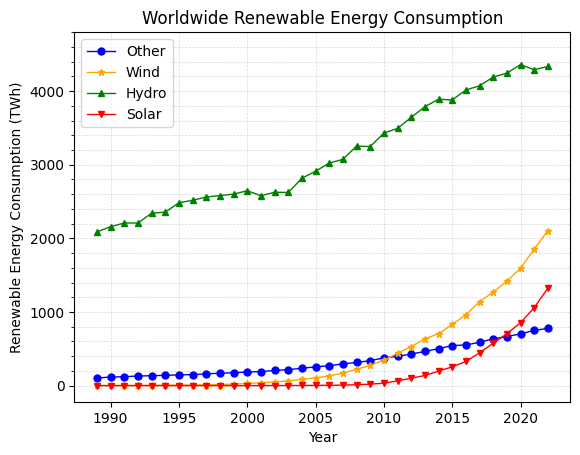 Worldwide Renewable Energy Consumption
Other
Wind
Hydro
Solar
Renewable Energy Consumption (TWh)
4000
3000
2000
1000
0
1990 1995 2000 2005 2010 2015 2020
Year